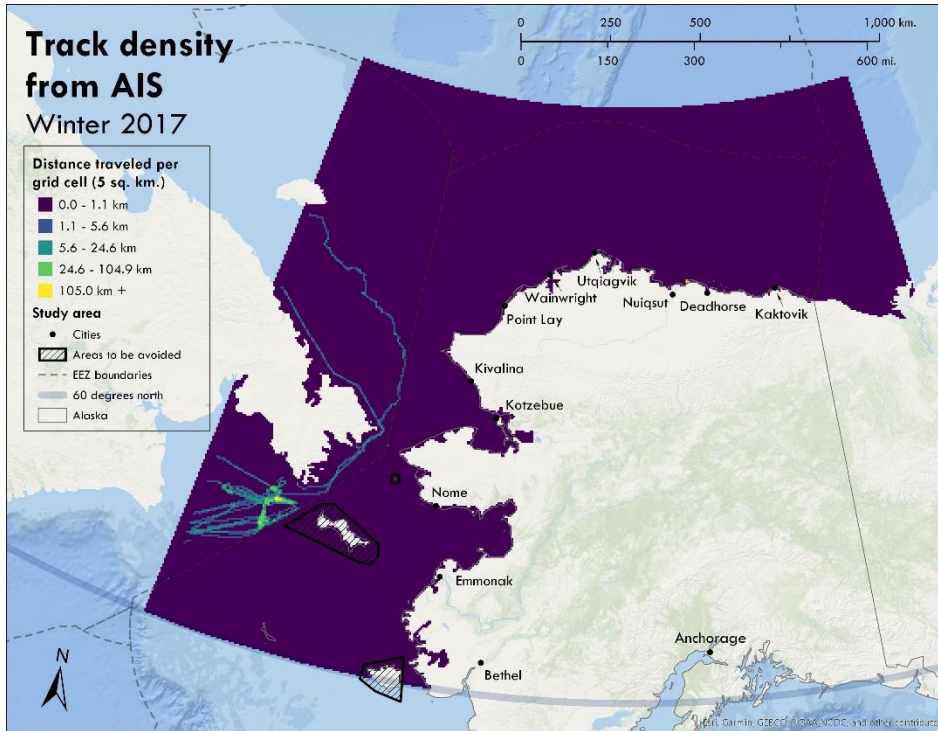 Track density
from AIS
Winter 2017
0 250 500 1,000 km.
0 150 300 600 mi.
Distance traveled per
grid cell (5 sq. km.)
0.0 - 1.1 km
1.1 - 5.6 km
5.6 - 24.6 km
24.6 - 104.9 km
105.0 km +
Study area
Cities
Areas to be avoided
EEZ boundaries
60 degrees north
Alaska
Utqiagvik
Wainwright
Nuiqsut
Deadhorse
Kaktovik
Point Lay
Kivalina
Kotzebue
Nome
Emmonak
Anchorage
Bethel
N
Esri, Garmin, GEBCO, NOAA NGDC, and other contributo